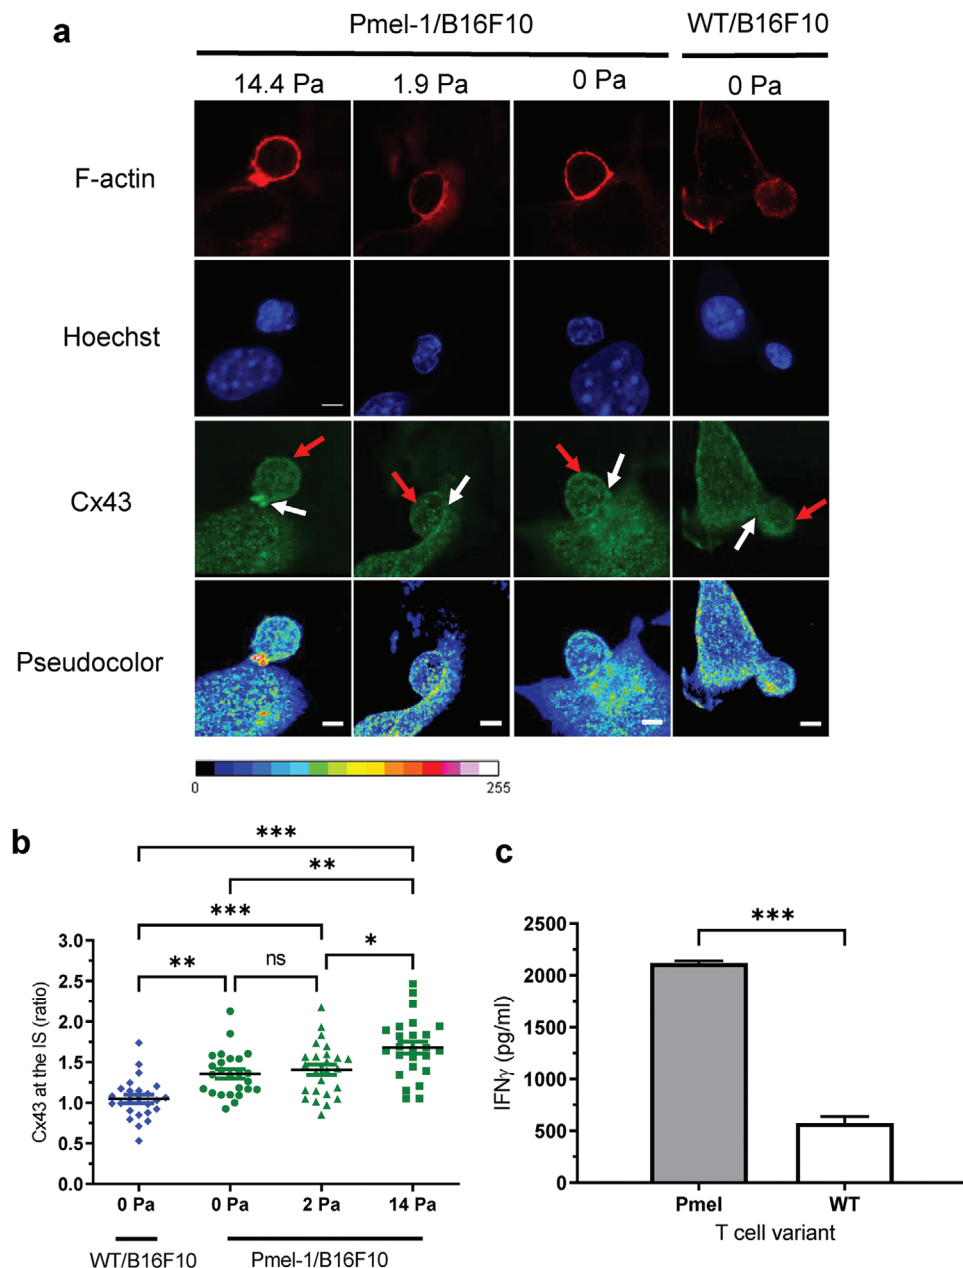 a
Pmel-1/B16F10
WT/B16F10
14.4 Pa
1.9 Pa
0 Pa
0 Pa
F-actin
Hoechst
Cx43
Pseudocolor
0
255
b
***
**
***
**
ns
*
Cx43 at the IS (ratio)
3.0
2.5
2.0
1.5
1.0
0.5
0.0
0 Pa
0 Pa
2 Pa
14 Pa
WT/B16F10
Pmel-1/B16F10
c
***
IFNγ (pg/ml)
2500
2000
1500
1000
500
0
Pmel
WT
T cell variant